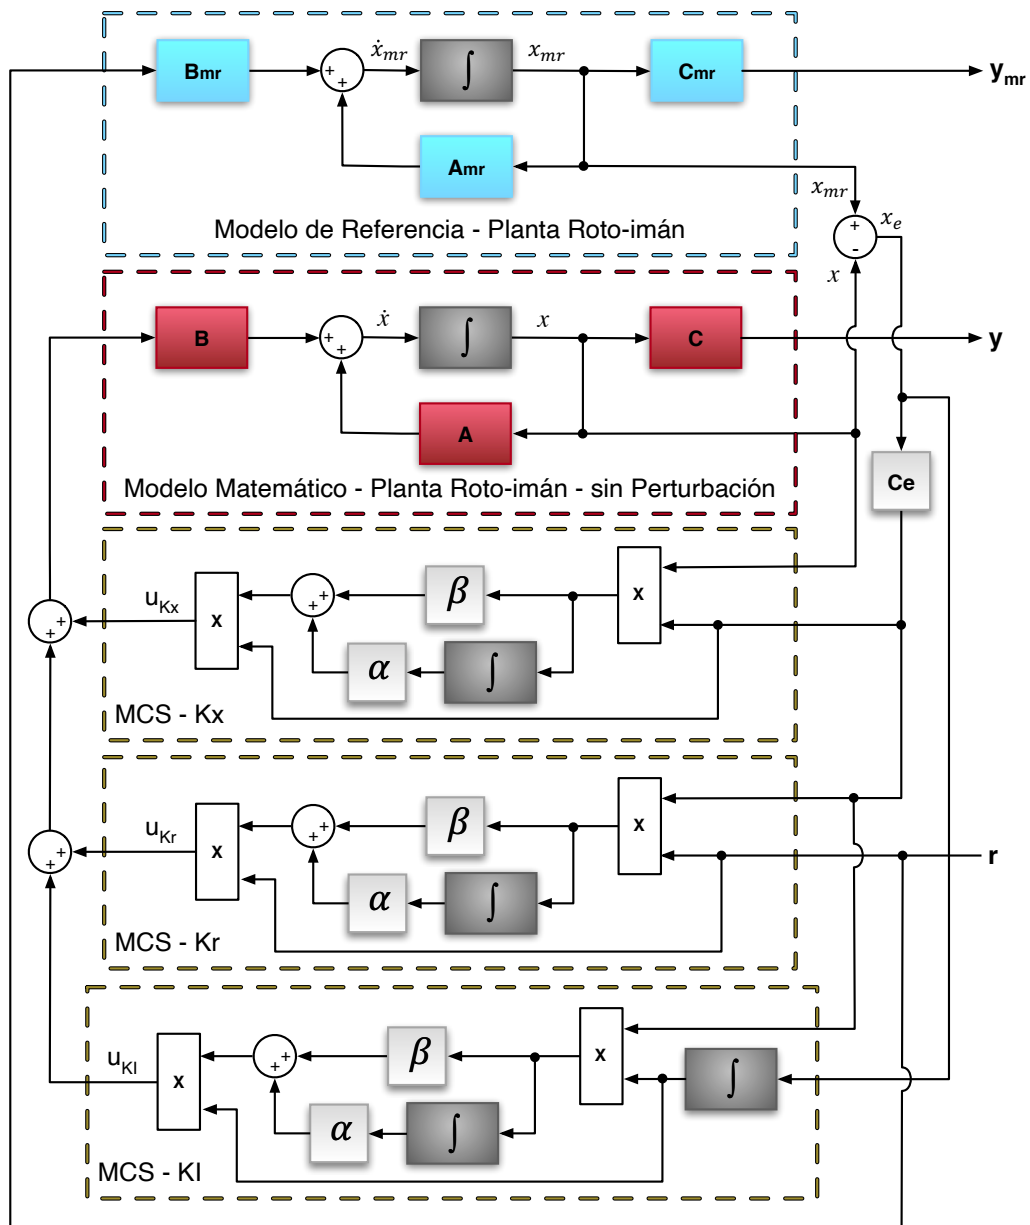 Bmr
+
+
ẋmr
∫
xmr
Cmr
ymr
Amr
xmr
Modelo de Referencia - Planta Roto-imán
+
-
xe
x
B
+
+
ẋ
∫
x
C
y
A
Ce
Modelo Matemático - Planta Roto-imán - sin Perturbación
uKx
+
+
x
+
+
β
x
α
∫
MCS - Kx
uKr
+
+
x
+
+
β
x
r
α
∫
MCS - Kr
uKI
x
+
+
β
x
∫
α
∫
MCS - KI